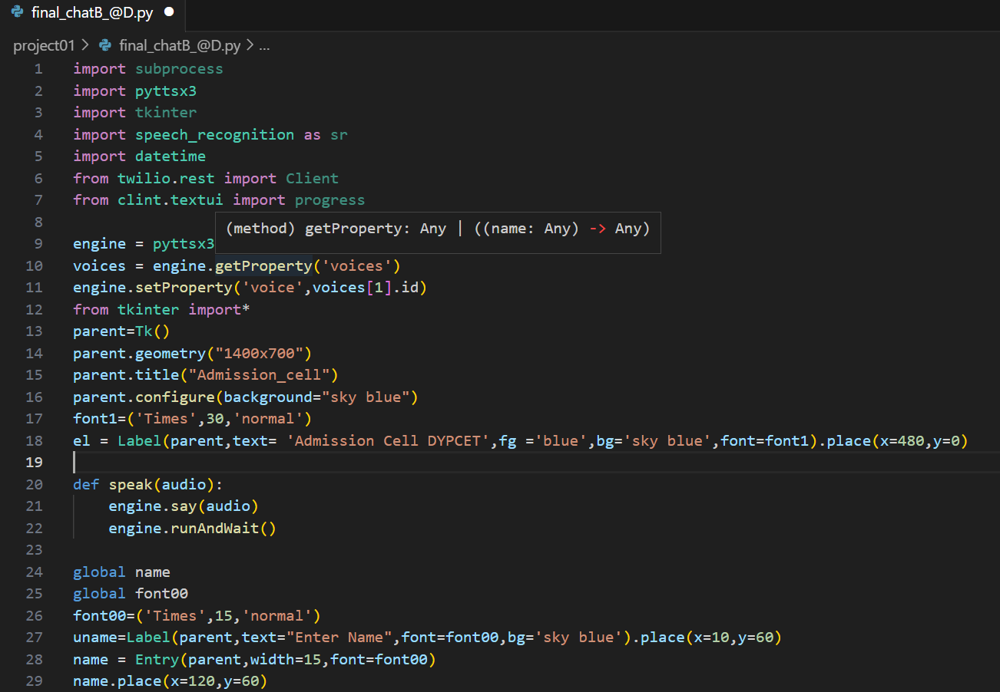 final_chatB_@D.py
project01 > final_chatB_@D.py > ...
1 import subprocess
2 import pyttsx3
3 import tkinter
4 import speech_recognition as sr
5 import datetime
6 from twilio.rest import Client
7 from clint.textui import progress
8
(method) getProperty: Any | ((name: Any) -> Any)
9 engine = pyttsx3
10 voices = engine.getProperty('voices')
11 engine.setProperty('voice',voices[1].id)
12 from tkinter import*
13 parent=Tk()
14 parent.geometry("1400x700")
15 parent.title("Admission_cell")
16 parent.configure(background="sky blue")
17 font1=('Times',30,'normal')
18 el = Label(parent,text= 'Admission Cell DYPCET',fg ='blue',bg='sky blue',font=font1).place(x=480,y=0)
19
20 def speak(audio):
21     engine.say(audio)
22     engine.runAndWait()
23
24 global name
25 global font00
26 font00=('Times',15,'normal')
27 uname=Label(parent,text="Enter Name",font=font00,bg='sky blue').place(x=10,y=60)
28 name = Entry(parent,width=15,font=font00)
29 name.place(x=120,y=60)